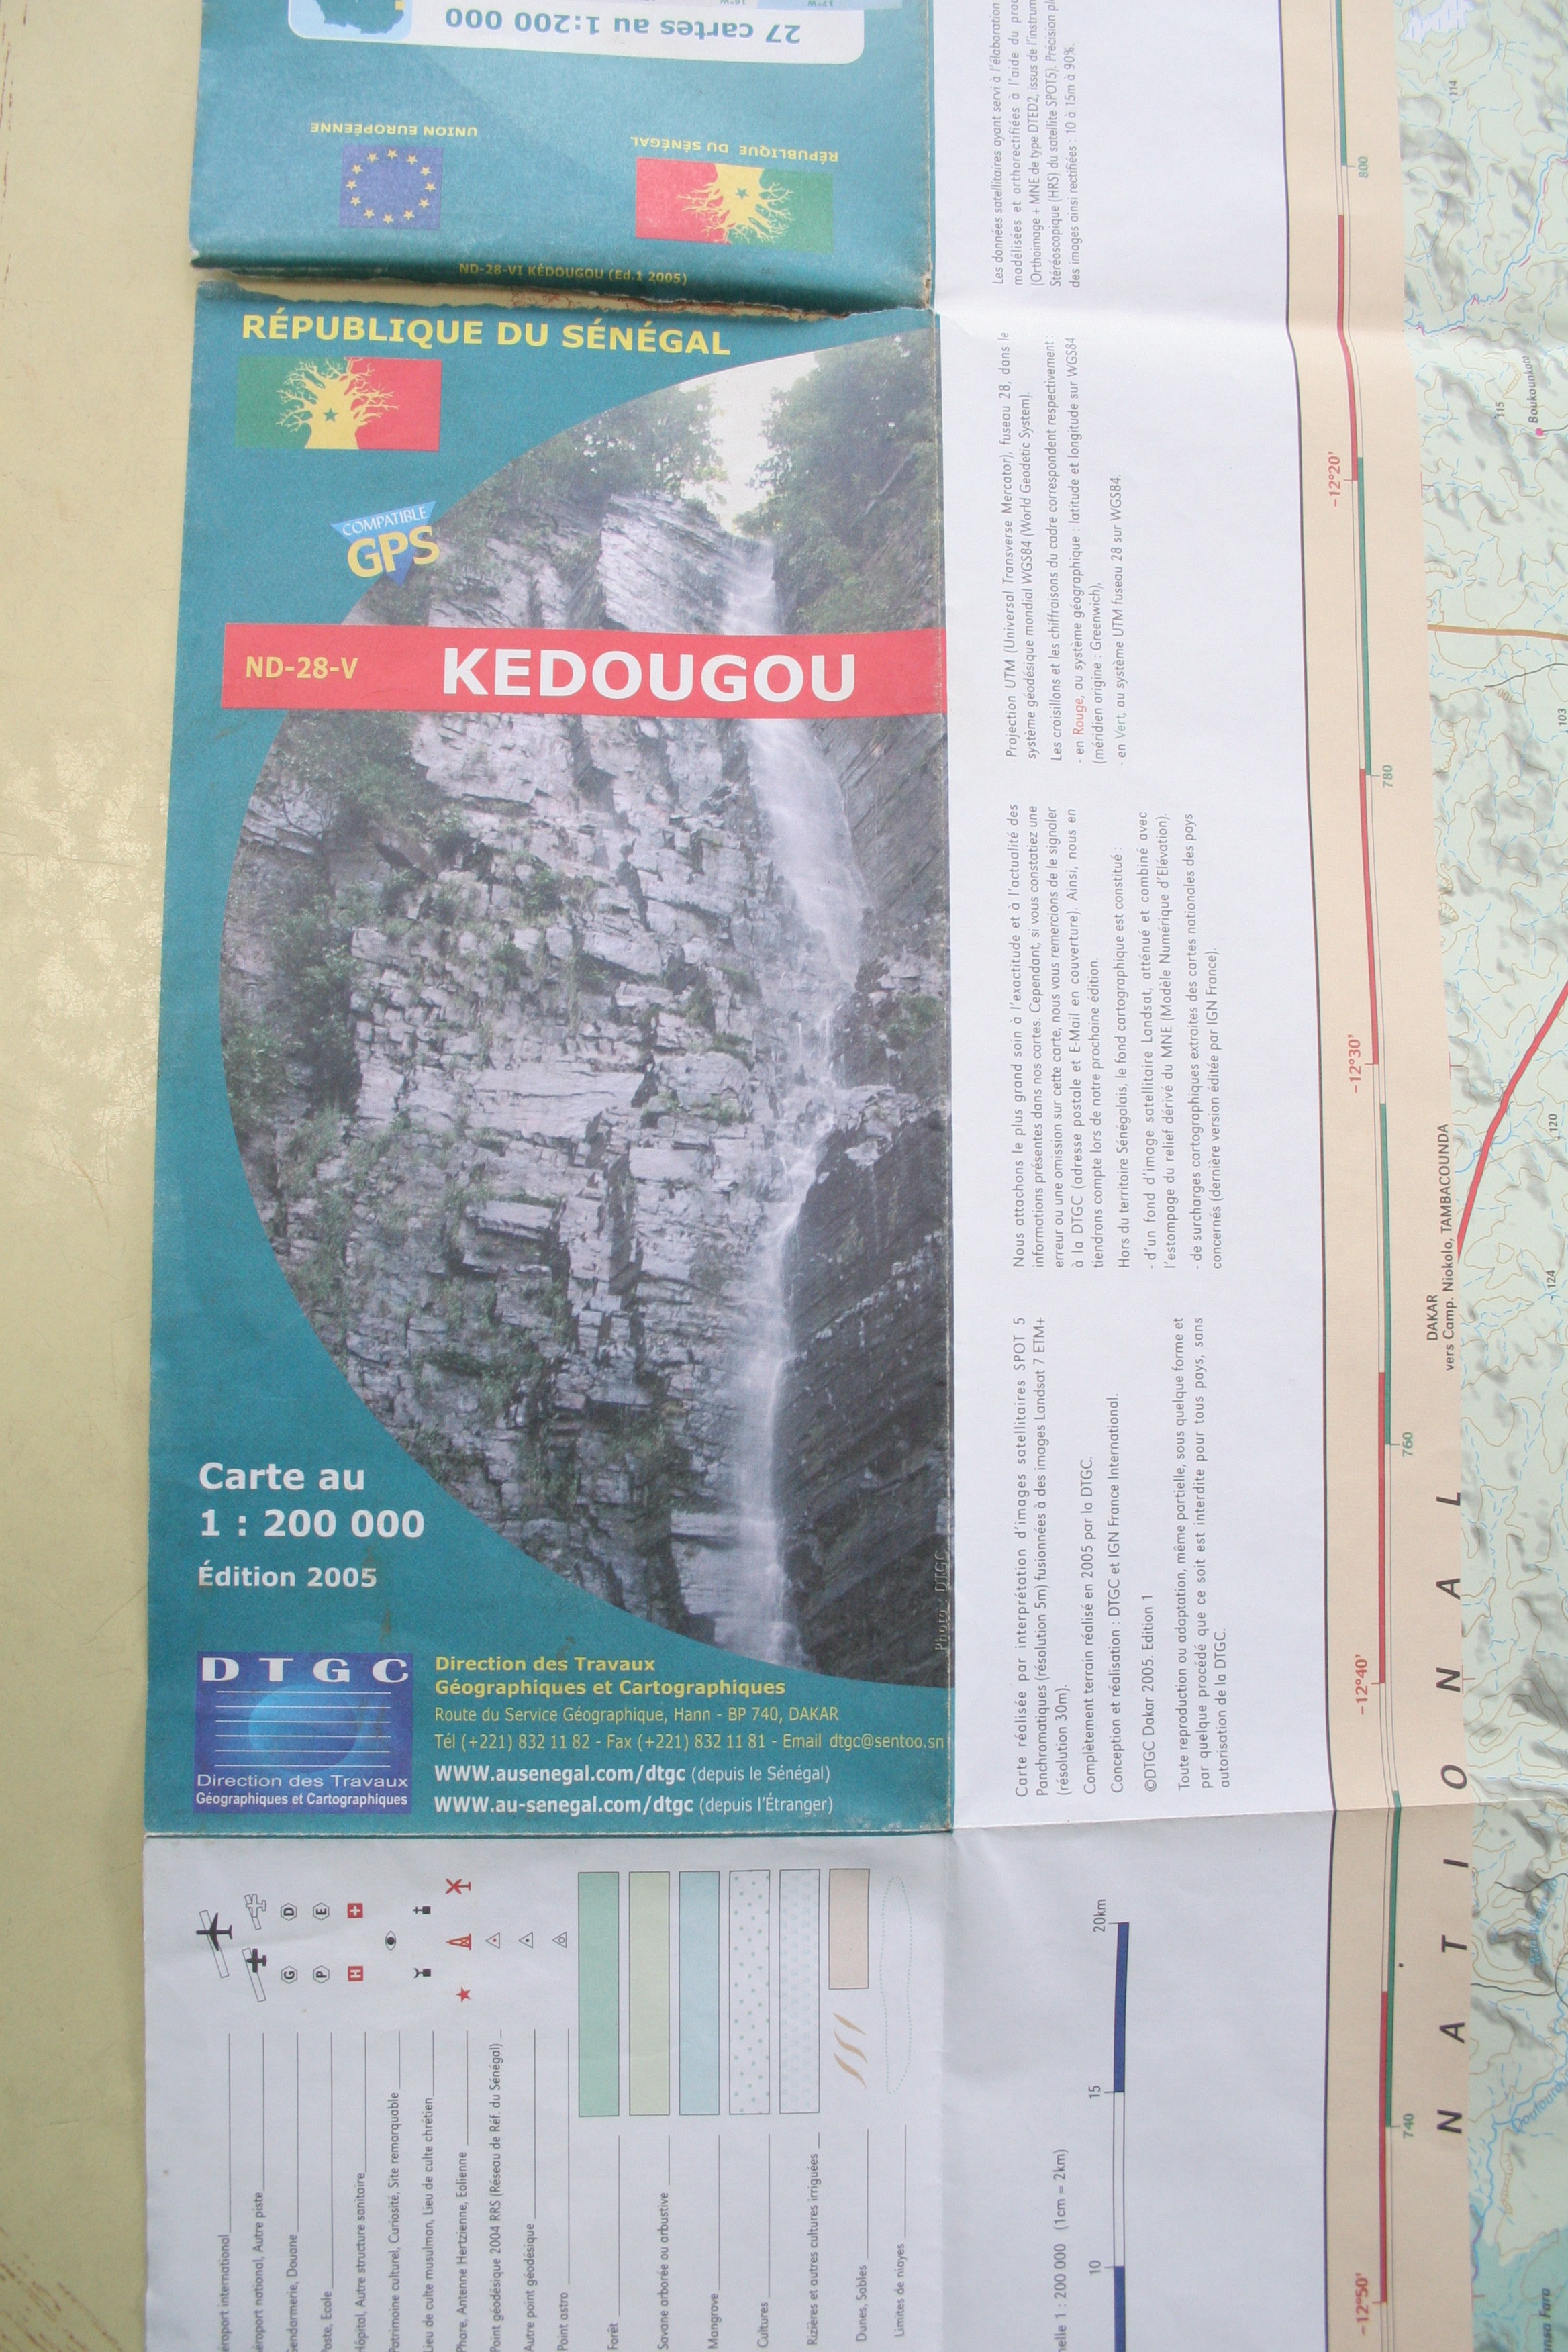 27 cartes au 1:200 000
UNION EUROPÉENNE
RÉPUBLIQUE DU SÉNÉGAL
ND-28-VI KÉDOUGOU (Ed.1 2005)
RÉPUBLIQUE DU SÉNÉGAL
COMPATIBLE
GPS
ND-28-V
KEDOUGOU
Carte au
1 : 200 000
Édition 2005
Photo : DTGC
DTGC
Direction des Travaux
Géographiques et Cartographiques
Direction des Travaux
Géographiques et Cartographiques
Route du Service Géographique, Hann - BP 740, DAKAR
Tél (+221) 832 11 82 - Fax (+221) 832 11 81 - Email dtgc@sentoo.sn
WWW.ausenegal.com/dtgc (depuis le Sénégal)
WWW.au-senegal.com/dtgc (depuis l'Étranger)
international
national, Autre piste
Douane
Ecole
Hôpital, Autre structure sanitaire
Patrimoine culturel, Curiosité, Site remarquable
Lieu de culte musulman, Lieu de culte chrétien
Phare, Antenne Hertzienne, Eolienne
Point géodésique 2004 RRS (Réseau de Réf. du Sénégal)
Autre point géodésique
Point astro
Forêt
Savane arborée ou arbustive
Mangrove
Cultures
Rizières et autres cultures irriguées
Dunes, Sables
Limites de niayes
G
D
P
E
H
1 : 200 000 (1cm = 2km)
10
15
20km
Carte réalisée par interprétation d'images satellitaires SPOT 5
Panchromatiques (résolution 5m) fusionnées à des images Landsat 7 ETM+
(résolution 30m).
Complètement terrain réalisé en 2005 par la DTGC.
Conception et réalisation : DTGC et IGN France International.
©DTGC Dakar 2005. Edition 1
Toute reproduction ou adaptation, même partielle, sous quelque forme et
par quelque procédé que ce soit est interdite pour tous pays, sans
autorisation de la DTGC.
Nous attachons le plus grand soin à l'exactitude et à l'actualité des
informations présentes dans nos cartes. Cependant, si vous constatiez une
erreur ou une omission sur cette carte, nous vous remercions de le signaler
à la DTGC (adresse postale et E-Mail en couverture). Ainsi, nous en
tiendrons compte lors de notre prochaine édition.
Hors du territoire Sénégalais, le fond cartographique est constitué :
- d'un fond d'image satellitaire Landsat, atténué et combiné avec
l'estompage du relief dérivé du MNE (Modèle Numérique d'Elévation).
- de surcharges cartographiques extraites des cartes nationales des pays
concernés (dernière version éditée par IGN France).
Projection UTM (Universal Transverse Mercator), fuseau 28, dans le
système géodésique mondial WGS84 (World Geodetic System).
Les croisillons et les chiffraisons du cadre correspondent respectivement :
- en Rouge, au système géographique : latitude et longitude sur WGS84
(méridien origine : Greenwich),
- en Vert, au système UTM fuseau 28 sur WGS84.
Les données satellitaires ayant servi à l'élaboration
modélisées et orthorectifiées à l'aide du
(Orthoimage + MNE de type DTED2, issus de
Stéréoscopique (HRS) du satellite SPOT5). Précision
des images ainsi rectifiées : 10 à 15m à 90%.
-12°50'
740
-12°40'
760
-12°30'
780
-12°20'
800
NATIONAL
DAKAR
vers Camp. Niokolo, TAMBACOUNDA
124
120
103
115
Boukounkoto
114
Fara